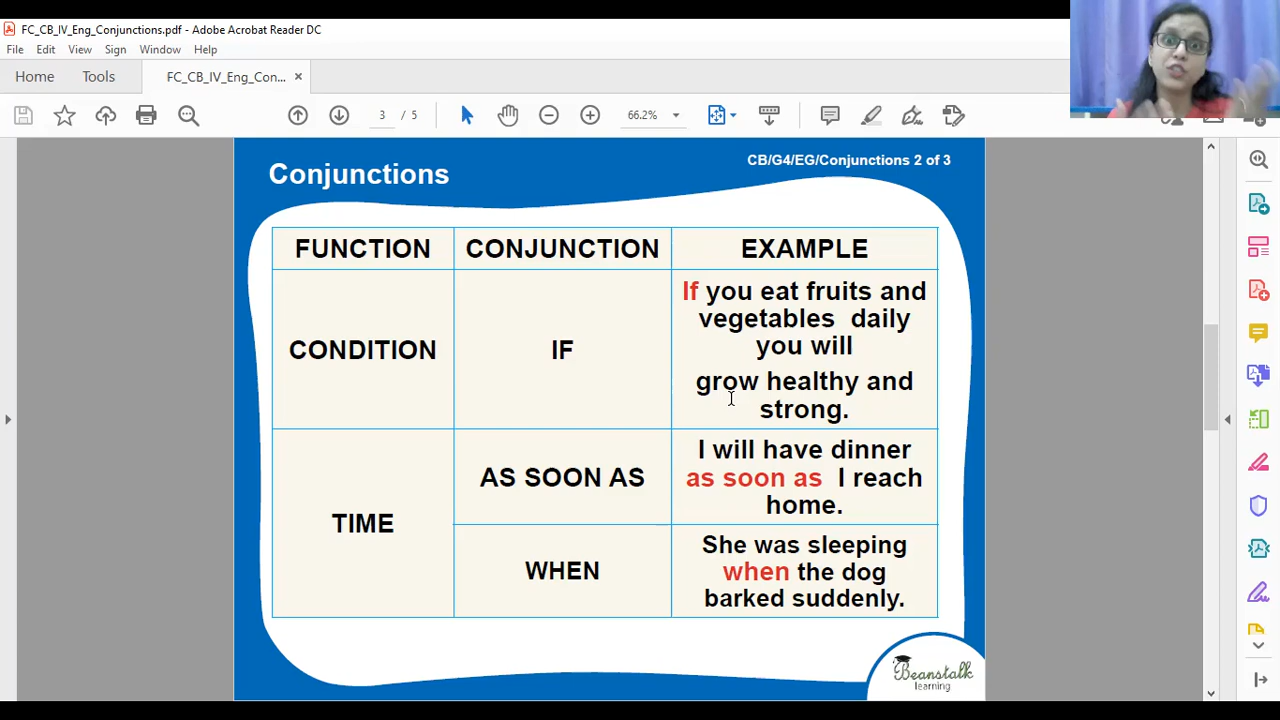 FC_CB_IV_Eng_Conjunctions.pdf - Adobe Acrobat Reader DC
File Edit View Sign Window Help
Home Tools FC_CB_IV_Eng_Con... ×
3 / 5 66.2%
Conjunctions
CB/G4/EG/Conjunctions 2 of 3
FUNCTION CONJUNCTION EXAMPLE
CONDITION
IF
If you eat fruits and
vegetables daily
you will
grow healthy and
strong.
TIME
AS SOON AS
I will have dinner
as soon as I reach
home.
WHEN
She was sleeping
when the dog
barked suddenly.
Beanstalk
learning